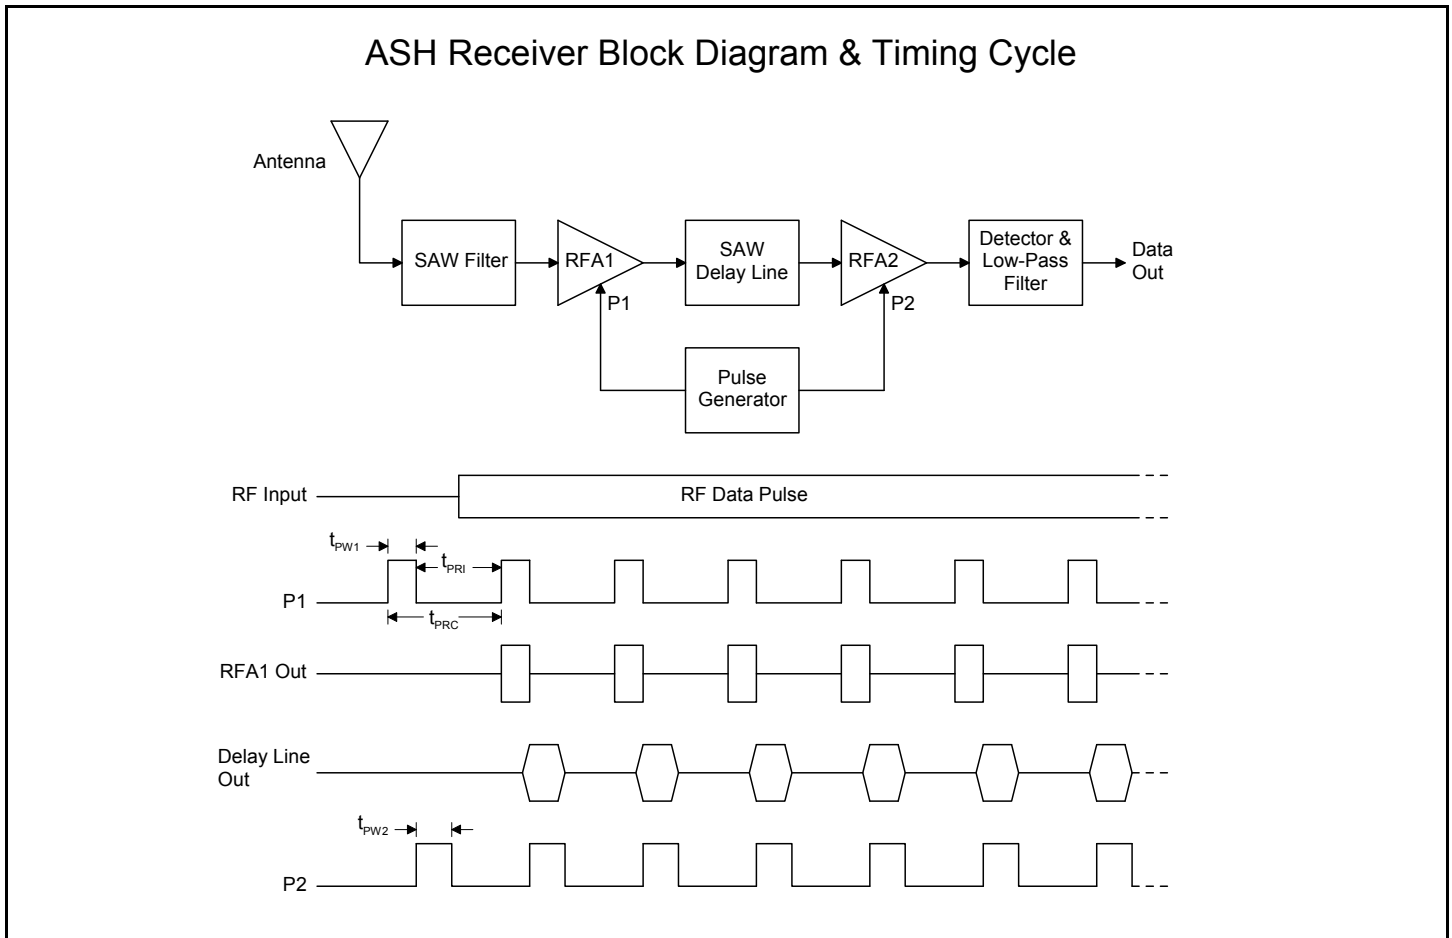 ASH Receiver Block Diagram & Timing Cycle
Antenna
SAW Filter
RFA1
SAW
Delay Line
RFA2
Detector &
Low-Pass
Filter
Data
Out
P1
P2
Pulse
Generator
RF Input
RF Data Pulse
tPW1
tPRI
P1
tPRC
RFA1 Out
Delay Line
Out
tPW2
P2